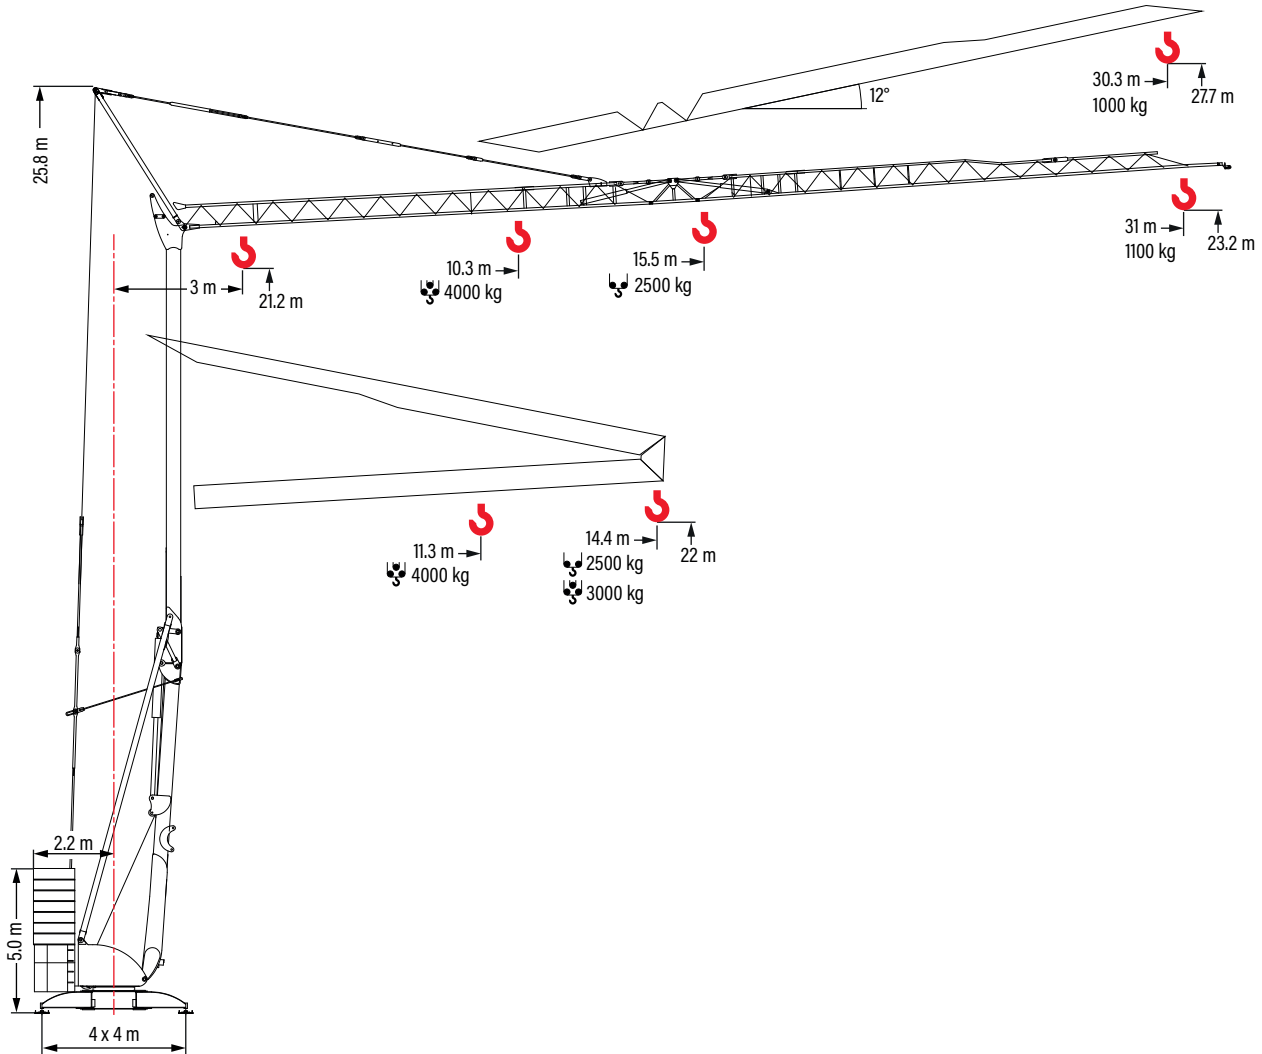 30.3 m
1000 kg
27.7 m
12°
25.8 m
31 m
1100 kg
23.2 m
3 m
21.2 m
10.3 m
4000 kg
15.5 m
2500 kg
11.3 m
4000 kg
14.4 m
2500 kg
3000 kg
22 m
2.2 m
5.0 m
4 x 4 m